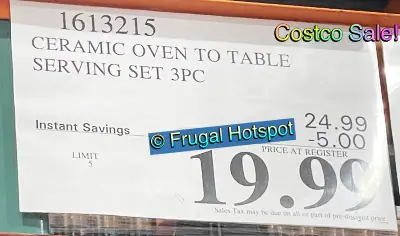 1613215
Costco Sale!
CERAMIC OVEN TO TABLE
SERVING SET 3PC
Instant Savings
24.99
-5.00
© Frugal Hotspot
LIMIT
5
PRICE AT REGISTER
19.99
Sales Tax may be due on all or part of pre-discount price